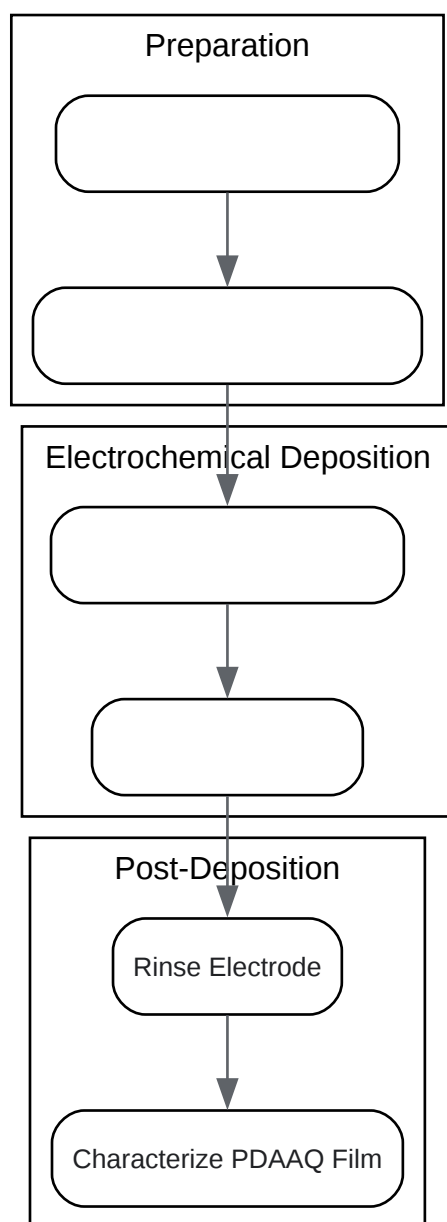 Preparation
Electrochemical Deposition
Post-Deposition
Rinse Electrode
Characterize PDAAQ Film